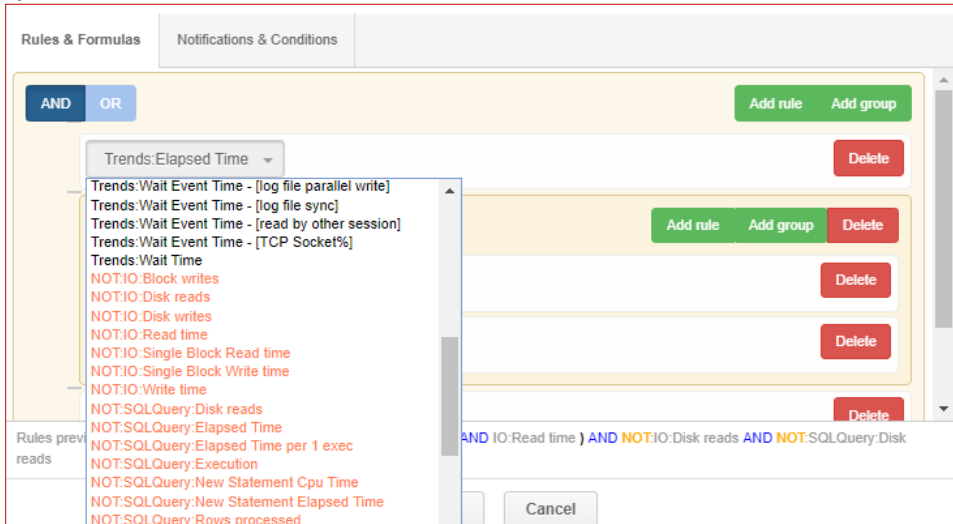 Rules & Formulas
Notifications & Conditions
AND
OR
Add rule
Add group
Trends:Elapsed Time
Delete
Trends:Wait Event Time - [log file parallel write]
Trends:Wait Event Time - [log file sync]
Trends:Wait Event Time - [read by other session]
Trends:Wait Event Time - [TCP Socket%]
Trends:Wait Time
NOT:IO:Block writes
NOT:IO:Disk reads
NOT:IO:Disk writes
NOT:IO:Read time
NOT:IO:Single Block Read time
NOT:IO:Single Block Write time
NOT:IO:Write time
NOT:SQLQuery:Disk reads
NOT:SQLQuery:Elapsed Time
NOT:SQLQuery:Elapsed Time per 1 exec
NOT:SQLQuery:Execution
NOT:SQLQuery:New Statement Cpu Time
NOT:SQLQuery:New Statement Elapsed Time
NOT:SQLQuery:Rows processed
Add rule
Add group
Delete
Delete
Delete
Delete
Rules prev
AND IO:Read time ) AND NOT:IO:Disk reads AND NOT:SQLQuery:Disk
reads
Cancel